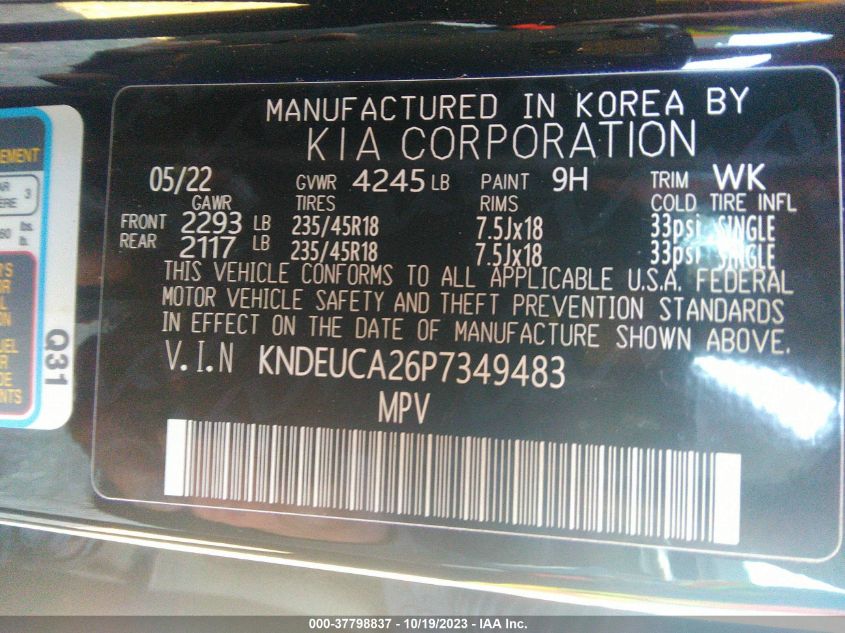 MANUFACTURED IN KOREA BY
KIA CORPORATION
05/22 GVWR 4245 LB PAINT 9H TRIM WK
GAWR TIRES RIMS COLD TIRE INFL
FRONT 2293 LB 235/45R18 7.5Jx18 33psi SINGLE
REAR 2117 LB 235/45R18 7.5Jx18 33psi SINGLE
THIS VEHICLE CONFORMS TO ALL APPLICABLE U.S.A. FEDERAL
MOTOR VEHICLE SAFETY AND THEFT PREVENTION STANDARDS
IN EFFECT ON THE DATE OF MANUFACTURE SHOWN ABOVE.
V.I.N KNDEUCA26P7349483
MPV
Q31
3
lb.
000-37798837 - 10/19/2023 - IAA Inc.